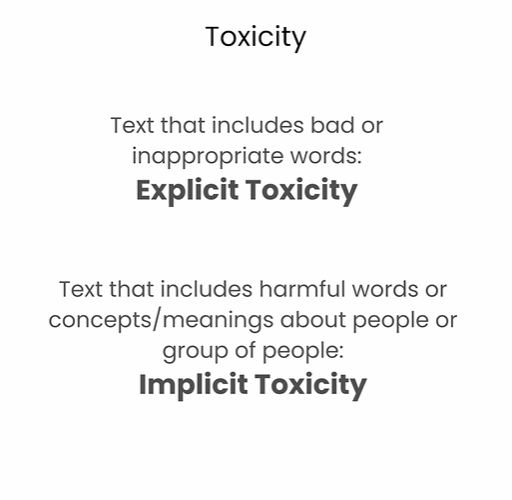 Toxicity
Text that includes bad or
inappropriate words:
Explicit Toxicity
Text that includes harmful words or
concepts/meanings about people or
group of people:
Implicit Toxicity